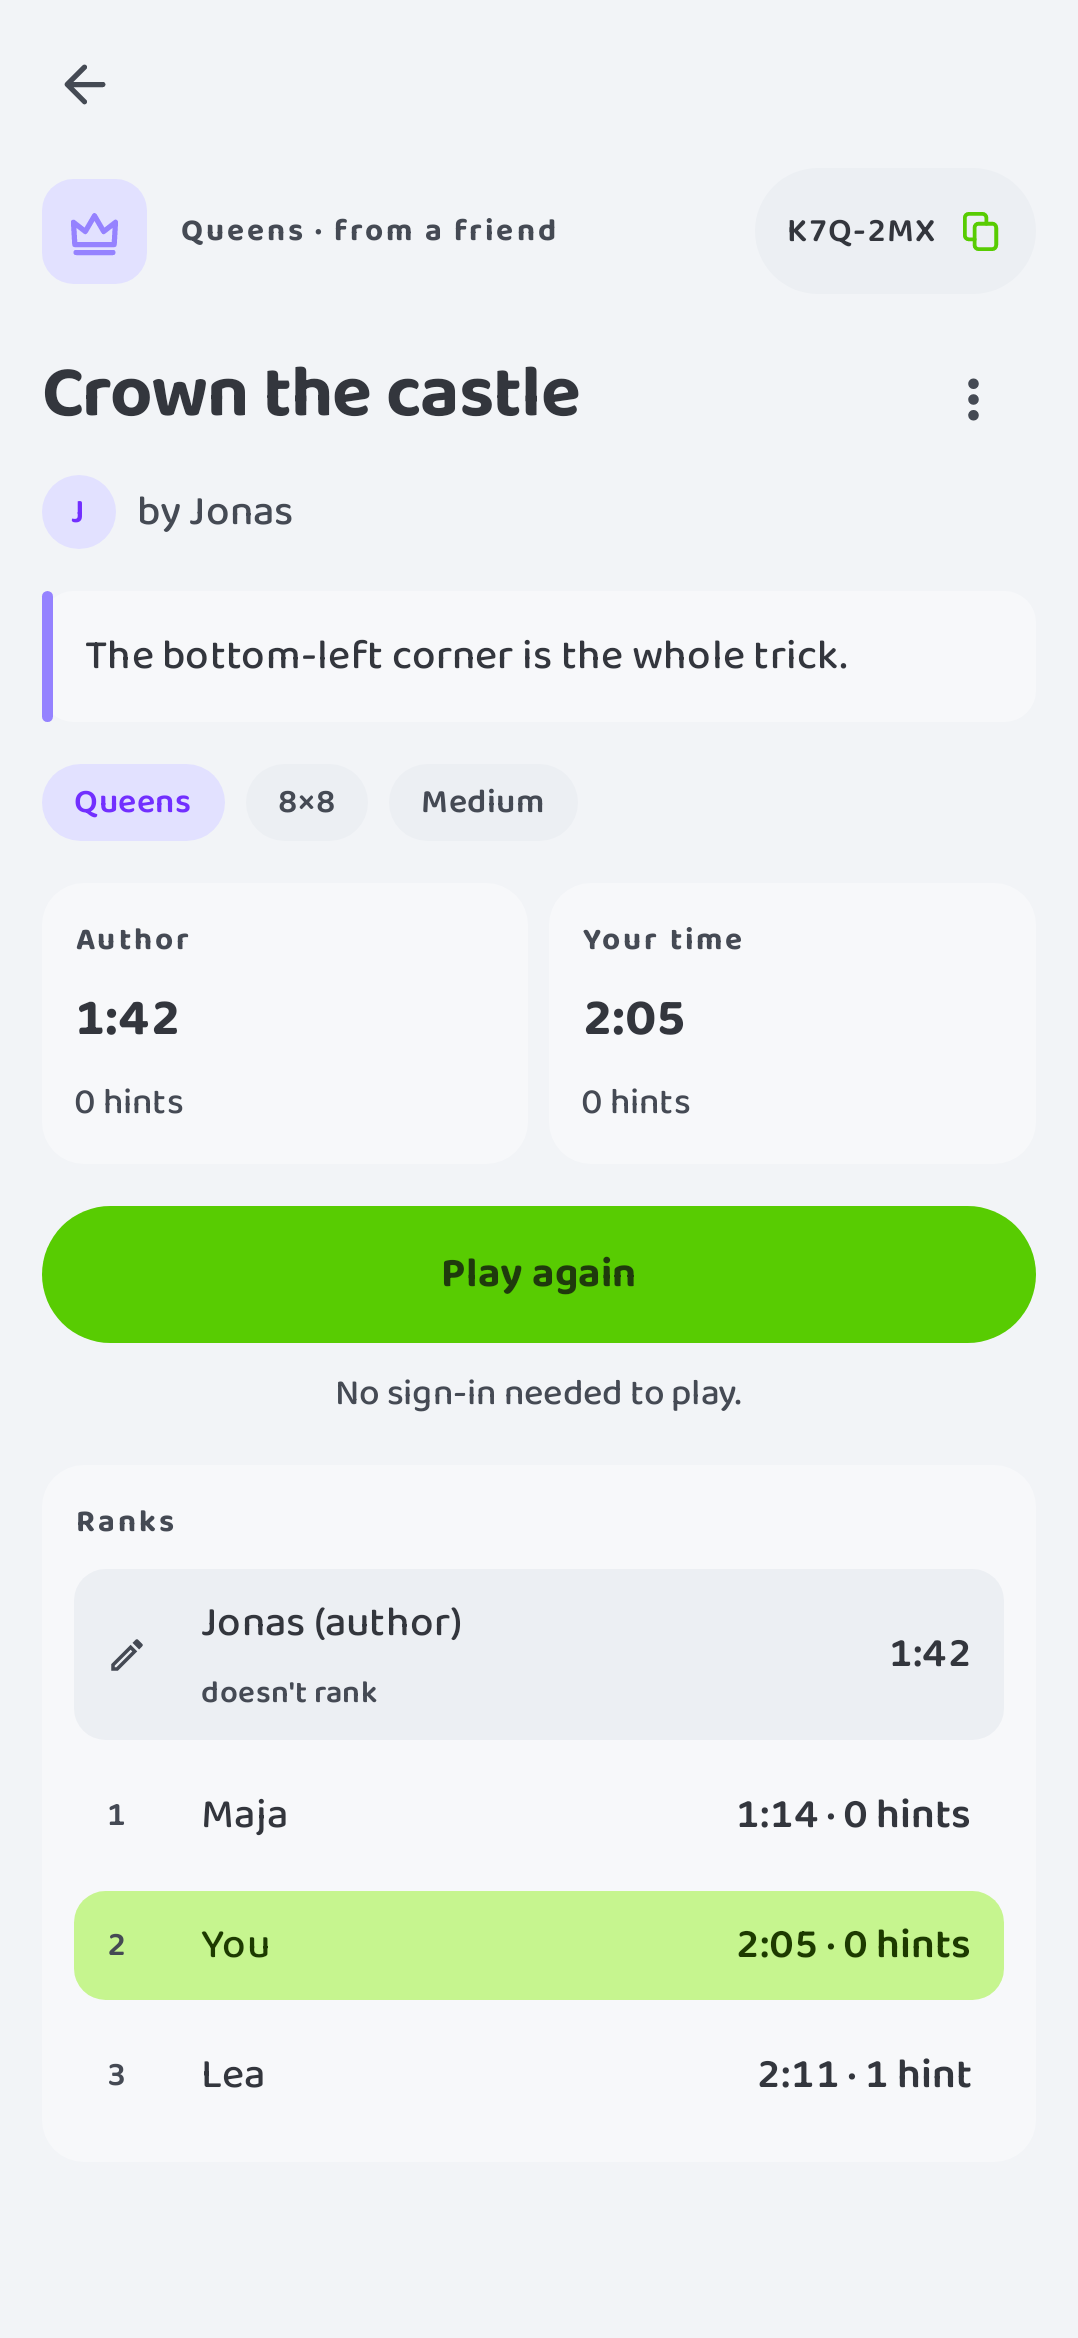 Queens · from a friend
K7Q-2MX
Crown the castle
J
by Jonas
The bottom-left corner is the whole trick.
Queens
8×8
Medium
Author
1:42
0 hints
Your time
2:05
0 hints
Play again
No sign-in needed to play.
Ranks
Jonas (author)
doesn't rank
1:42
1 Maja 1:14 · 0 hints
2 You 2:05 · 0 hints
3 Lea 2:11 · 1 hint